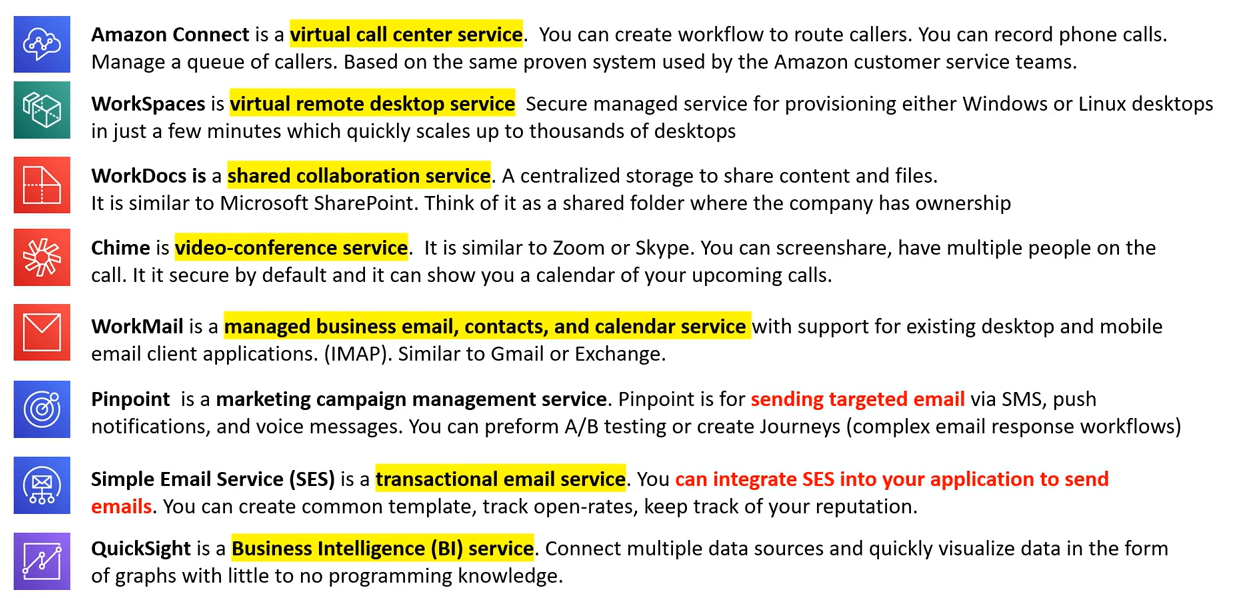 Amazon Connect is a virtual call center service. You can create workflow to route callers. You can record phone calls.
Manage a queue of callers. Based on the same proven system used by the Amazon customer service teams.
WorkSpaces is virtual remote desktop service Secure managed service for provisioning either Windows or Linux desktops
in just a few minutes which quickly scales up to thousands of desktops
WorkDocs is a shared collaboration service. A centralized storage to share content and files.
It is similar to Microsoft SharePoint. Think of it as a shared folder where the company has ownership
Chime is video-conference service. It is similar to Zoom or Skype. You can screenshare, have multiple people on the
call. It it secure by default and it can show you a calendar of your upcoming calls.
WorkMail is a managed business email, contacts, and calendar service with support for existing desktop and mobile
email client applications. (IMAP). Similar to Gmail or Exchange.
Pinpoint is a marketing campaign management service. Pinpoint is for sending targeted email via SMS, push
notifications, and voice messages. You can preform A/B testing or create Journeys (complex email response workflows)
Simple Email Service (SES) is a transactional email service. You can integrate SES into your application to send
emails. You can create common template, track open-rates, keep track of your reputation.
QuickSight is a Business Intelligence (BI) service. Connect multiple data sources and quickly visualize data in the form
of graphs with little to no programming knowledge.